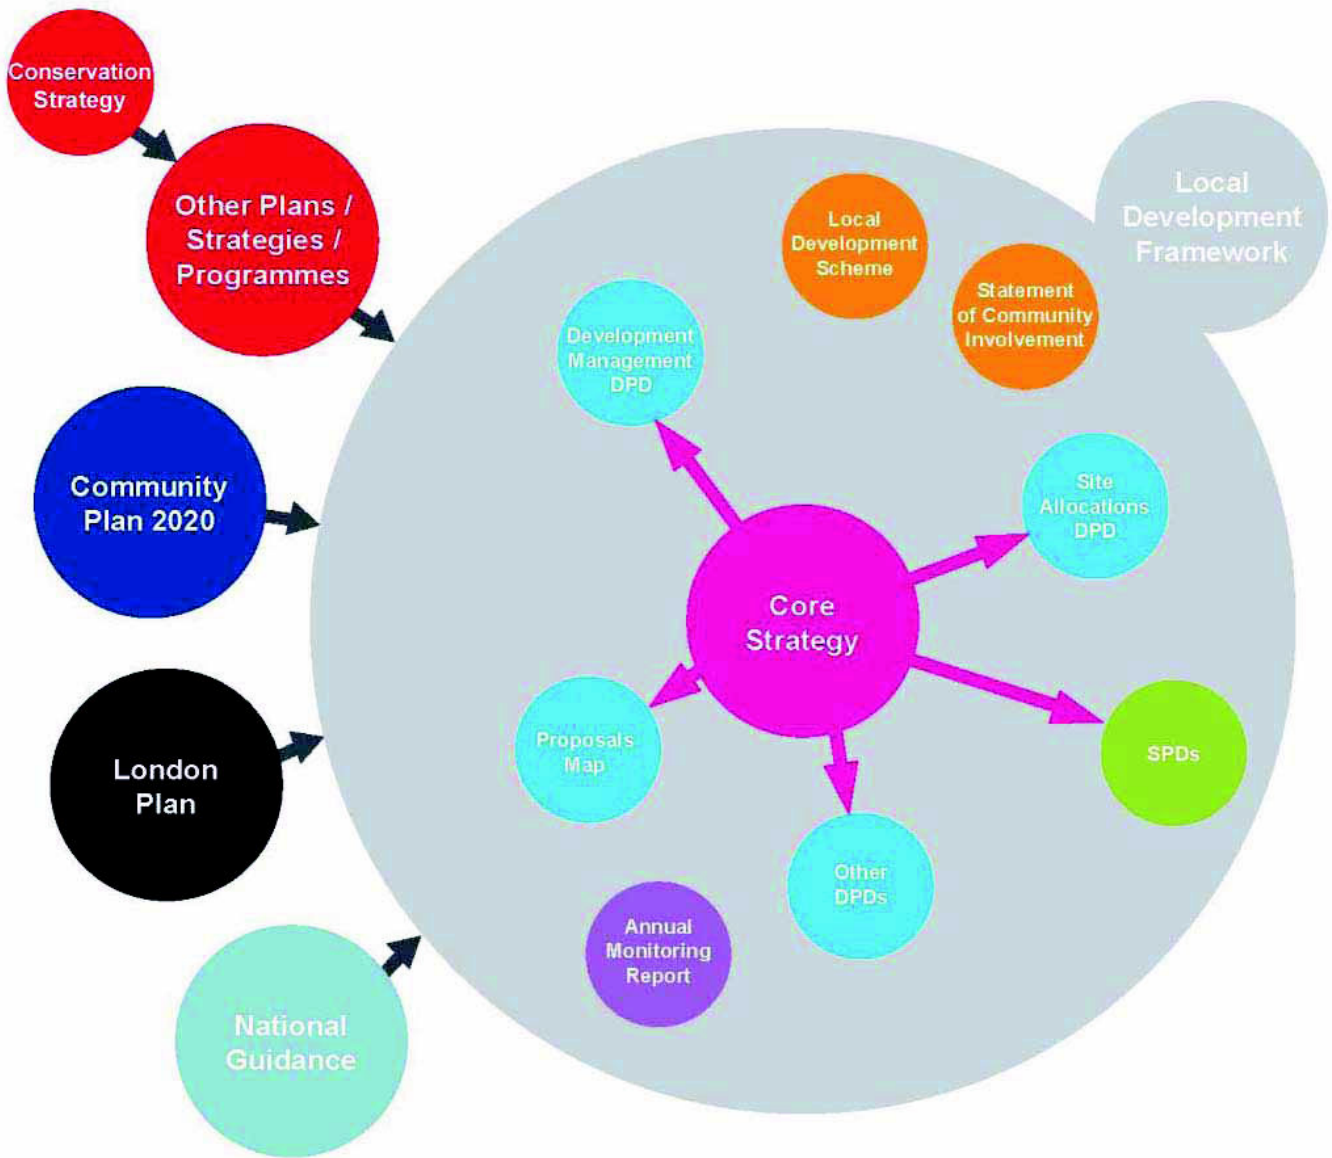 Conservation
Strategy
Other Plans /
Strategies /
Programmes
Community
Plan 2020
London
Plan
National
Guidance
Local
Development
Framework
Local
Development
Scheme
Statement
of Community
Involvement
Development
Management
DPD
Site
Allocations
DPD
Core
Strategy
Proposals
Map
SPDs
Other
DPDs
Annual
Monitoring
Report